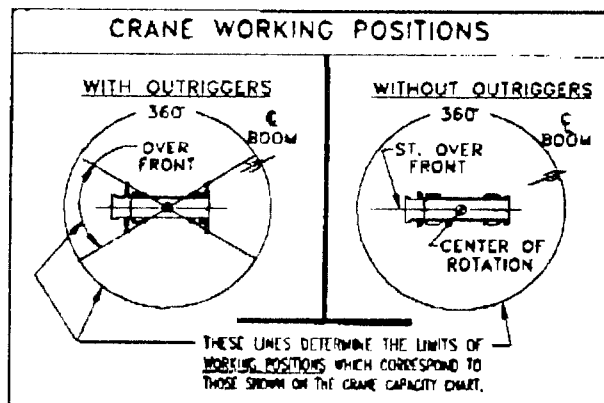 CRANE WORKING POSITIONS
WITH OUTRIGGERS
360°
℄
BOOM
OVER
FRONT
WITHOUT OUTRIGGERS
360°
℄
BOOM
ST. OVER
FRONT
CENTER OF
ROTATION
THESE LINES DETERMINE THE LIMITS OF
WORKING POSITIONS WHICH CORRESPOND TO
THOSE SHOWN ON THE CRANE CAPACITY CHART.